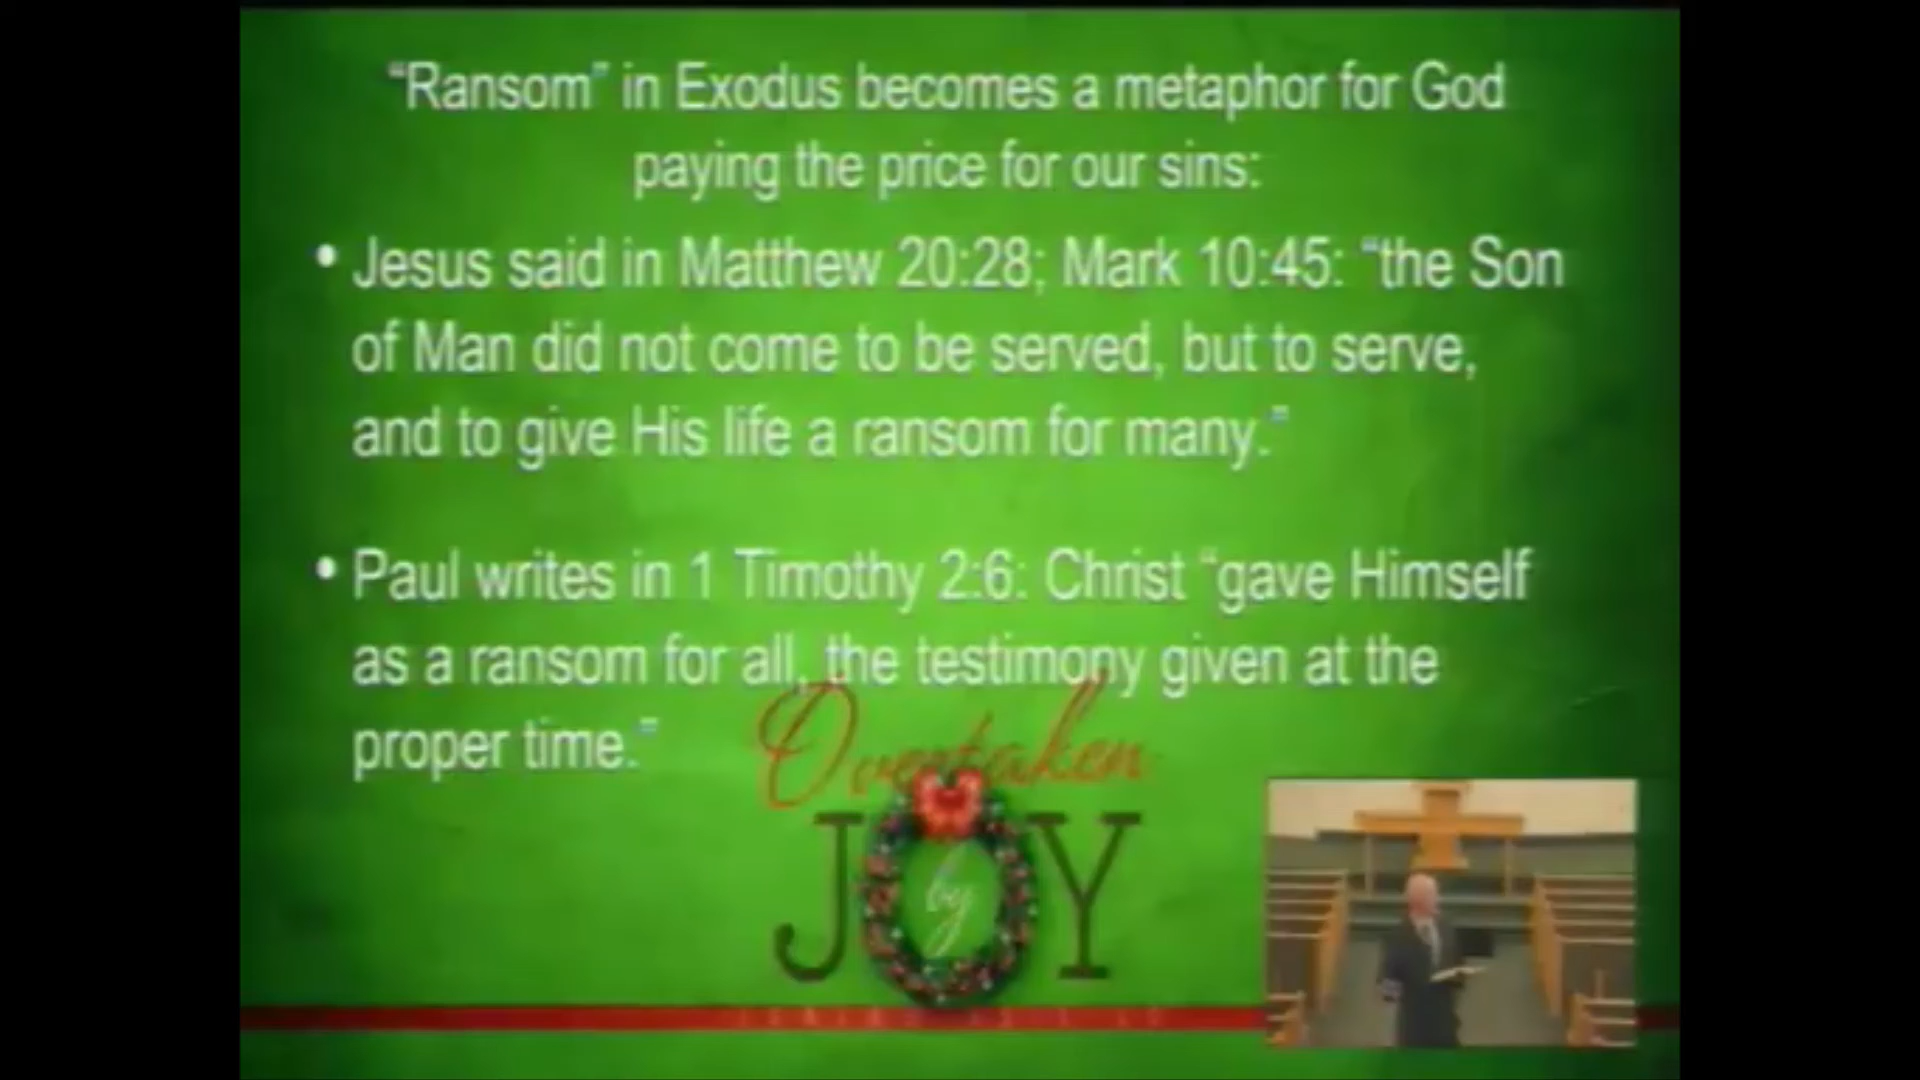 “Ransom” in Exodus becomes a metaphor for God
paying the price for our sins:
• Jesus said in Matthew 20:28; Mark 10:45: “the Son
of Man did not come to be served, but to serve,
and to give His life a ransom for many.”
• Paul writes in 1 Timothy 2:6: Christ “gave Himself
as a ransom for all, the testimony given at the
proper time.”
Overtaken
by
JOY